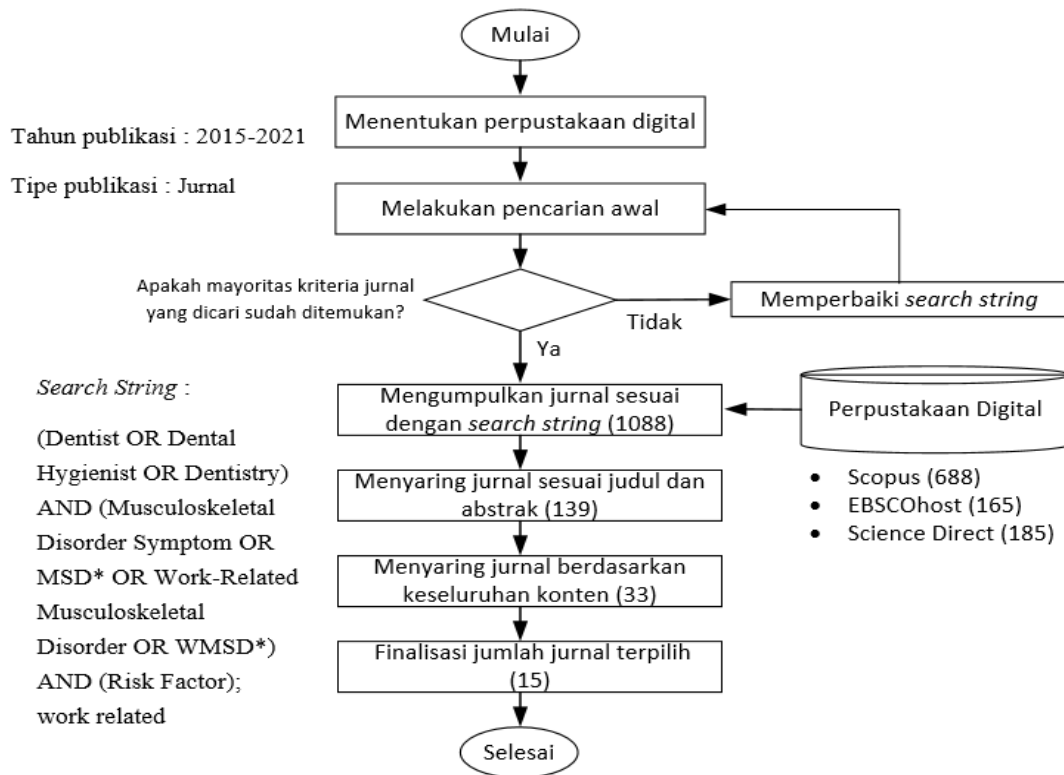 Mulai
Menentukan perpustakaan digital
Tahun publikasi : 2015-2021
Tipe publikasi : Jurnal
Melakukan pencarian awal
Apakah mayoritas kriteria jurnal
yang dicari sudah ditemukan?
Tidak
Memperbaiki search string
Ya
Search String :
(Dentist OR Dental
Hygienist OR Dentistry)
AND (Musculoskeletal
Disorder Symptom OR
MSD* OR Work-Related
Musculoskeletal
Disorder OR WMSD*)
AND (Risk Factor);
work related
Mengumpulkan jurnal sesuai
dengan search string (1088)
Perpustakaan Digital
• Scopus (688)
• EBSCOhost (165)
• Science Direct (185)
Menyaring jurnal sesuai judul dan
abstrak (139)
Menyaring jurnal berdasarkan
keseluruhan konten (33)
Finalisasi jumlah jurnal terpilih
(15)
Selesai